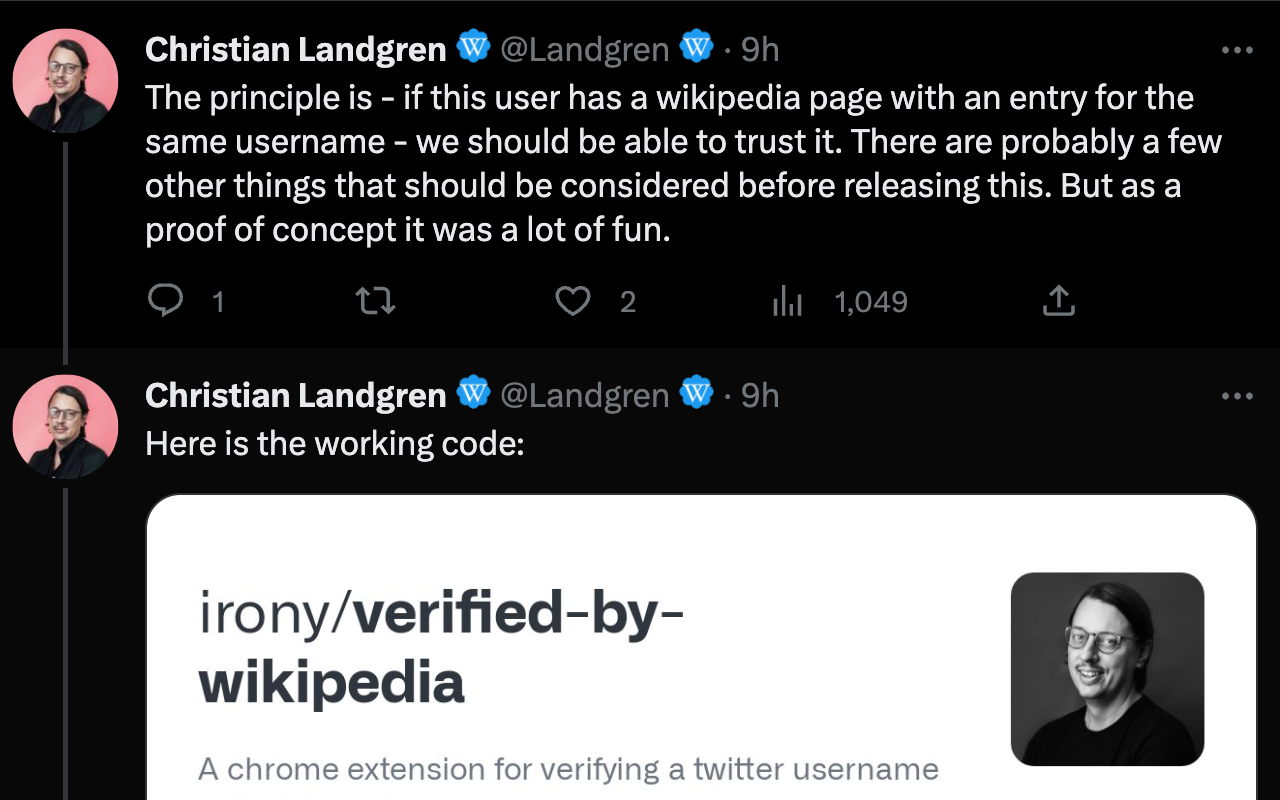 Christian Landgren W @Landgren W · 9h
The principle is - if this user has a wikipedia page with an entry for the
same username - we should be able to trust it. There are probably a few
other things that should be considered before releasing this. But as a
proof of concept it was a lot of fun.
1 2 1,049
Christian Landgren W @Landgren W · 9h
Here is the working code:
irony/verified-by-
wikipedia
A chrome extension for verifying a twitter username